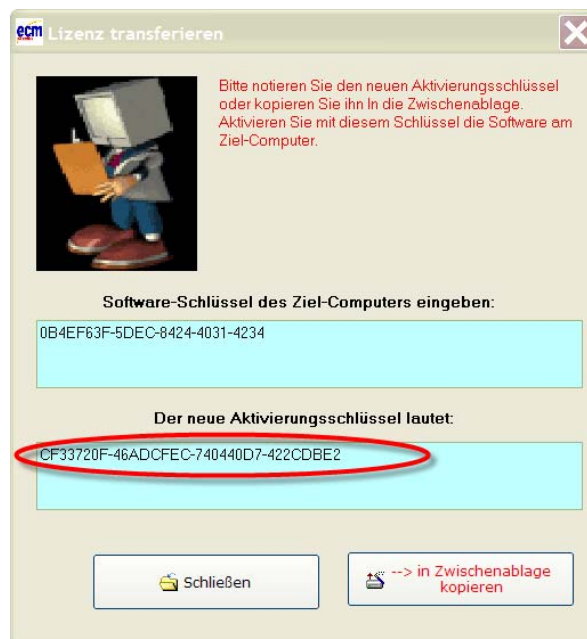 ecm Lizenz transferieren
Bitte notieren Sie den neuen Aktivierungsschlüssel
oder kopieren Sie ihn In die Zwischenablage.
Aktivieren Sie mit diesem Schlüssel die Software am
Ziel-Computer.
Software-Schlüssel des Ziel-Computers eingeben:
0B4EF63F-5DEC-8424-4031-4234
Der neue Aktivierungsschlüssel lautet:
CF33720F-46ADCFEC-740440D7-422CDBE2
Schließen
--> in Zwischenablage
kopieren